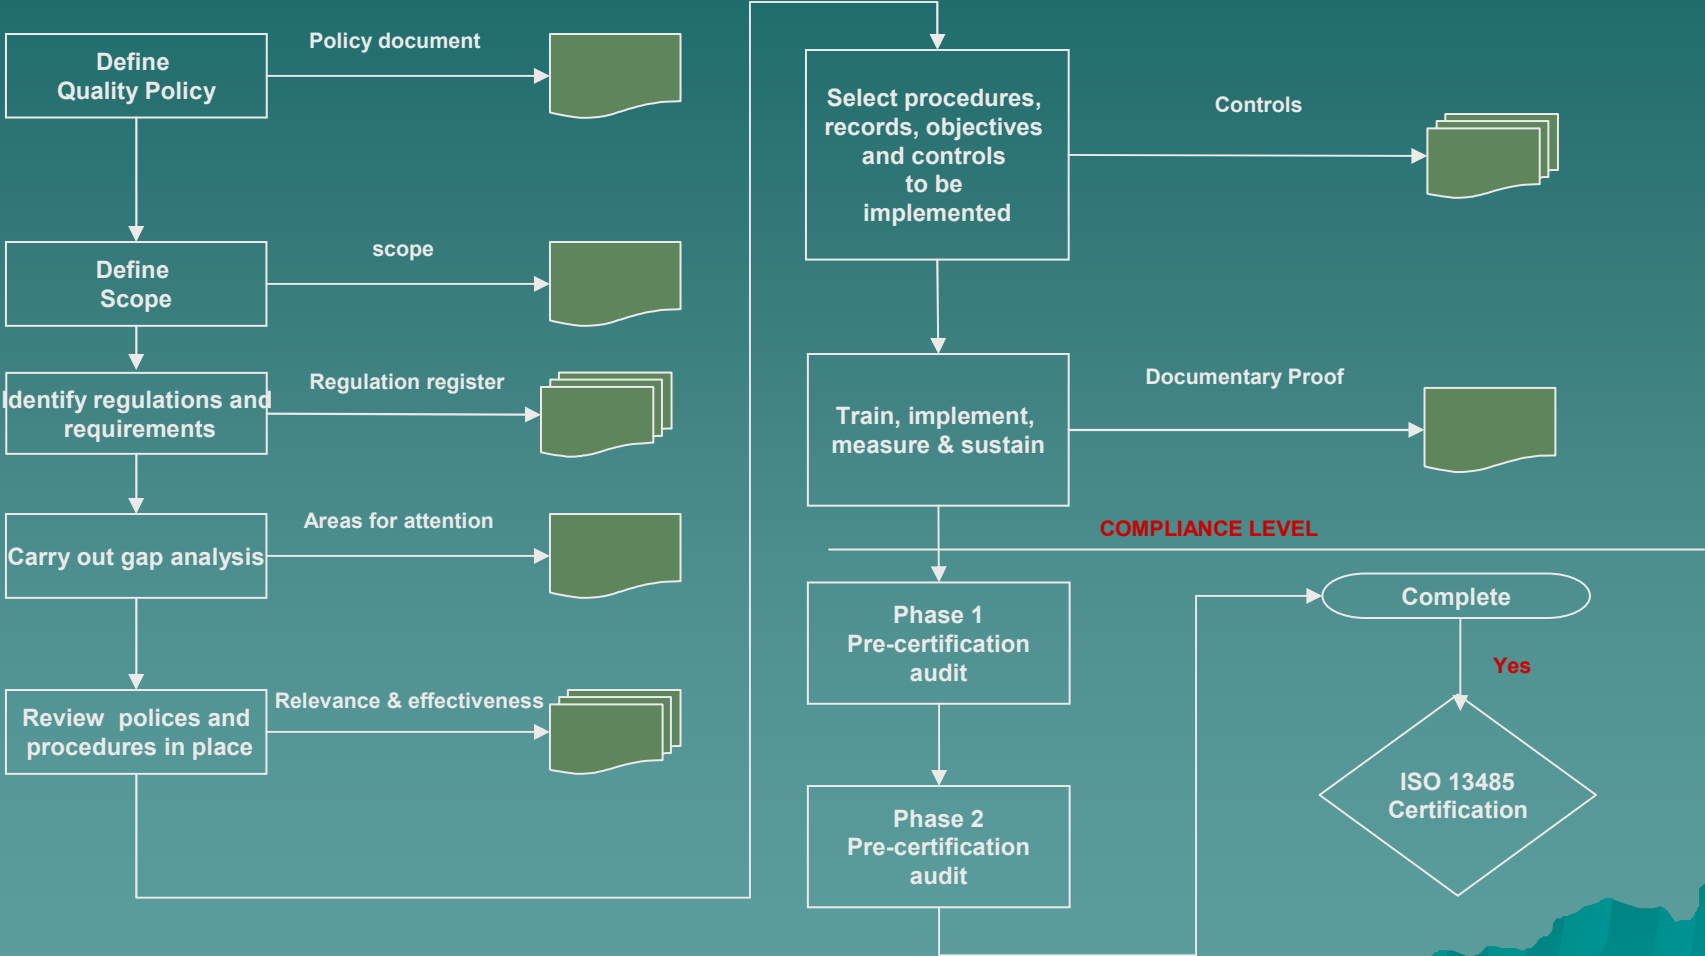 Define
Quality Policy
Policy document
Define
Scope
scope
Identify regulations and
requirements
Regulation register
Carry out gap analysis
Areas for attention
Review  polices and
procedures in place
Relevance & effectiveness
Select procedures,
records, objectives
and controls
to be
implemented
Controls
Train, implement,
measure & sustain
Documentary Proof
COMPLIANCE LEVEL
Phase 1
Pre-certification
audit
Phase 2
Pre-certification
audit
Complete
Yes
ISO 13485
Certification